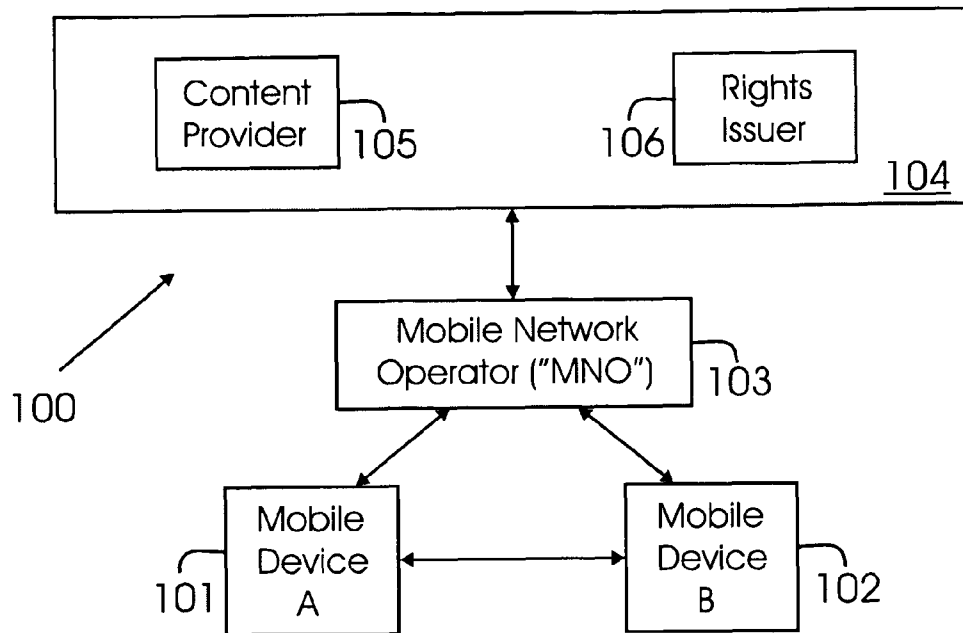 Content
Provider
105
Rights
Issuer
106
104
Mobile Network
Operator ("MNO")
103
100
Mobile
Device
A
101
Mobile
Device
B
102